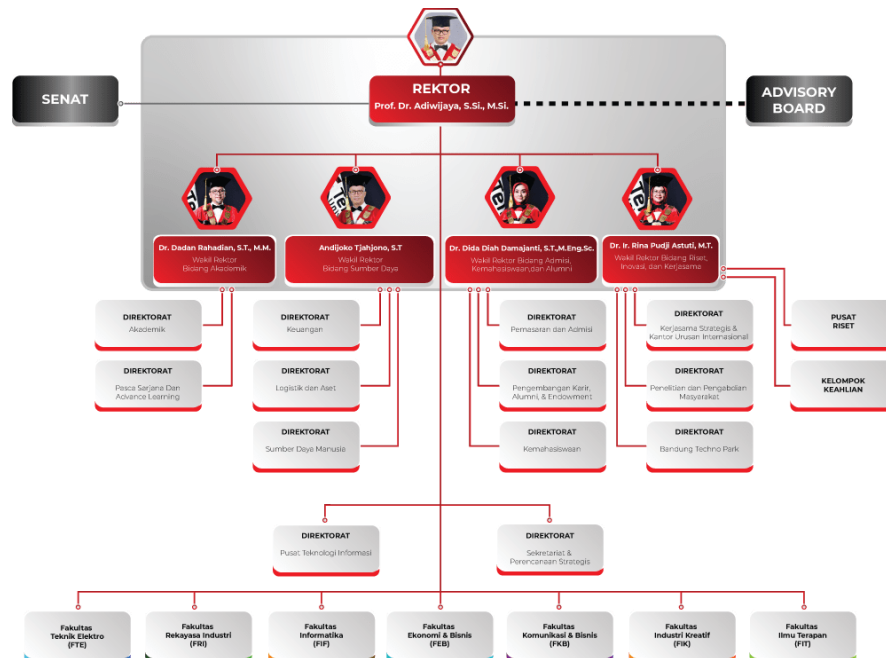 SENAT
REKTOR
Prof. Dr. Adiwijaya, S.Si., M.Si.
ADVISORY
BOARD
Dr. Dadan Rahadian, S.T., M.M.
Wakil Rektor
Bidang Akademik
Andijoko Tjahjono, S.T
Wakil Rektor
Bidang Sumber Daya
Dr. Dida Diah Damajanti, S.T.,M.Eng.Sc.
Wakil Rektor Bidang Admisi,
Kemahasiswaan,dan Alumni
Dr. Ir. Rina Pudji Astuti, M.T.
Wakil Rektor Bidang Riset,
Inovasi, dan Kerjasama
DIREKTORAT
Akademik
DIREKTORAT
Keuangan
DIREKTORAT
Pemasaran dan Admisi
DIREKTORAT
Kerjasama Strategis &
Kantor Urusan Internasional
PUSAT
RISET
DIREKTORAT
Pasca Sarjana Dan
Advance Learning
DIREKTORAT
Logistik dan Aset
DIREKTORAT
Pengembangan Karir,
Alumni, & Endowment
DIREKTORAT
Penelitian dan Pengabdian
Masyarakat
KELOMPOK
KEAHLIAN
DIREKTORAT
Sumber Daya Manusia
DIREKTORAT
Kemahasiswaan
DIREKTORAT
Bandung Techno Park
DIREKTORAT
Pusat Teknologi Informasi
DIREKTORAT
Sekretariat &
Perencanaan Strategis
Fakultas
Teknik Elektro
(FTE)
Fakultas
Rekayasa Industri
(FRI)
Fakultas
Informatika
(FIF)
Fakultas
Ekonomi & Bisnis
(FEB)
Fakultas
Komunikasi & Bisnis
(FKB)
Fakultas
Industri Kreatif
(FIK)
Fakultas
Ilmu Terapan
(FIT)